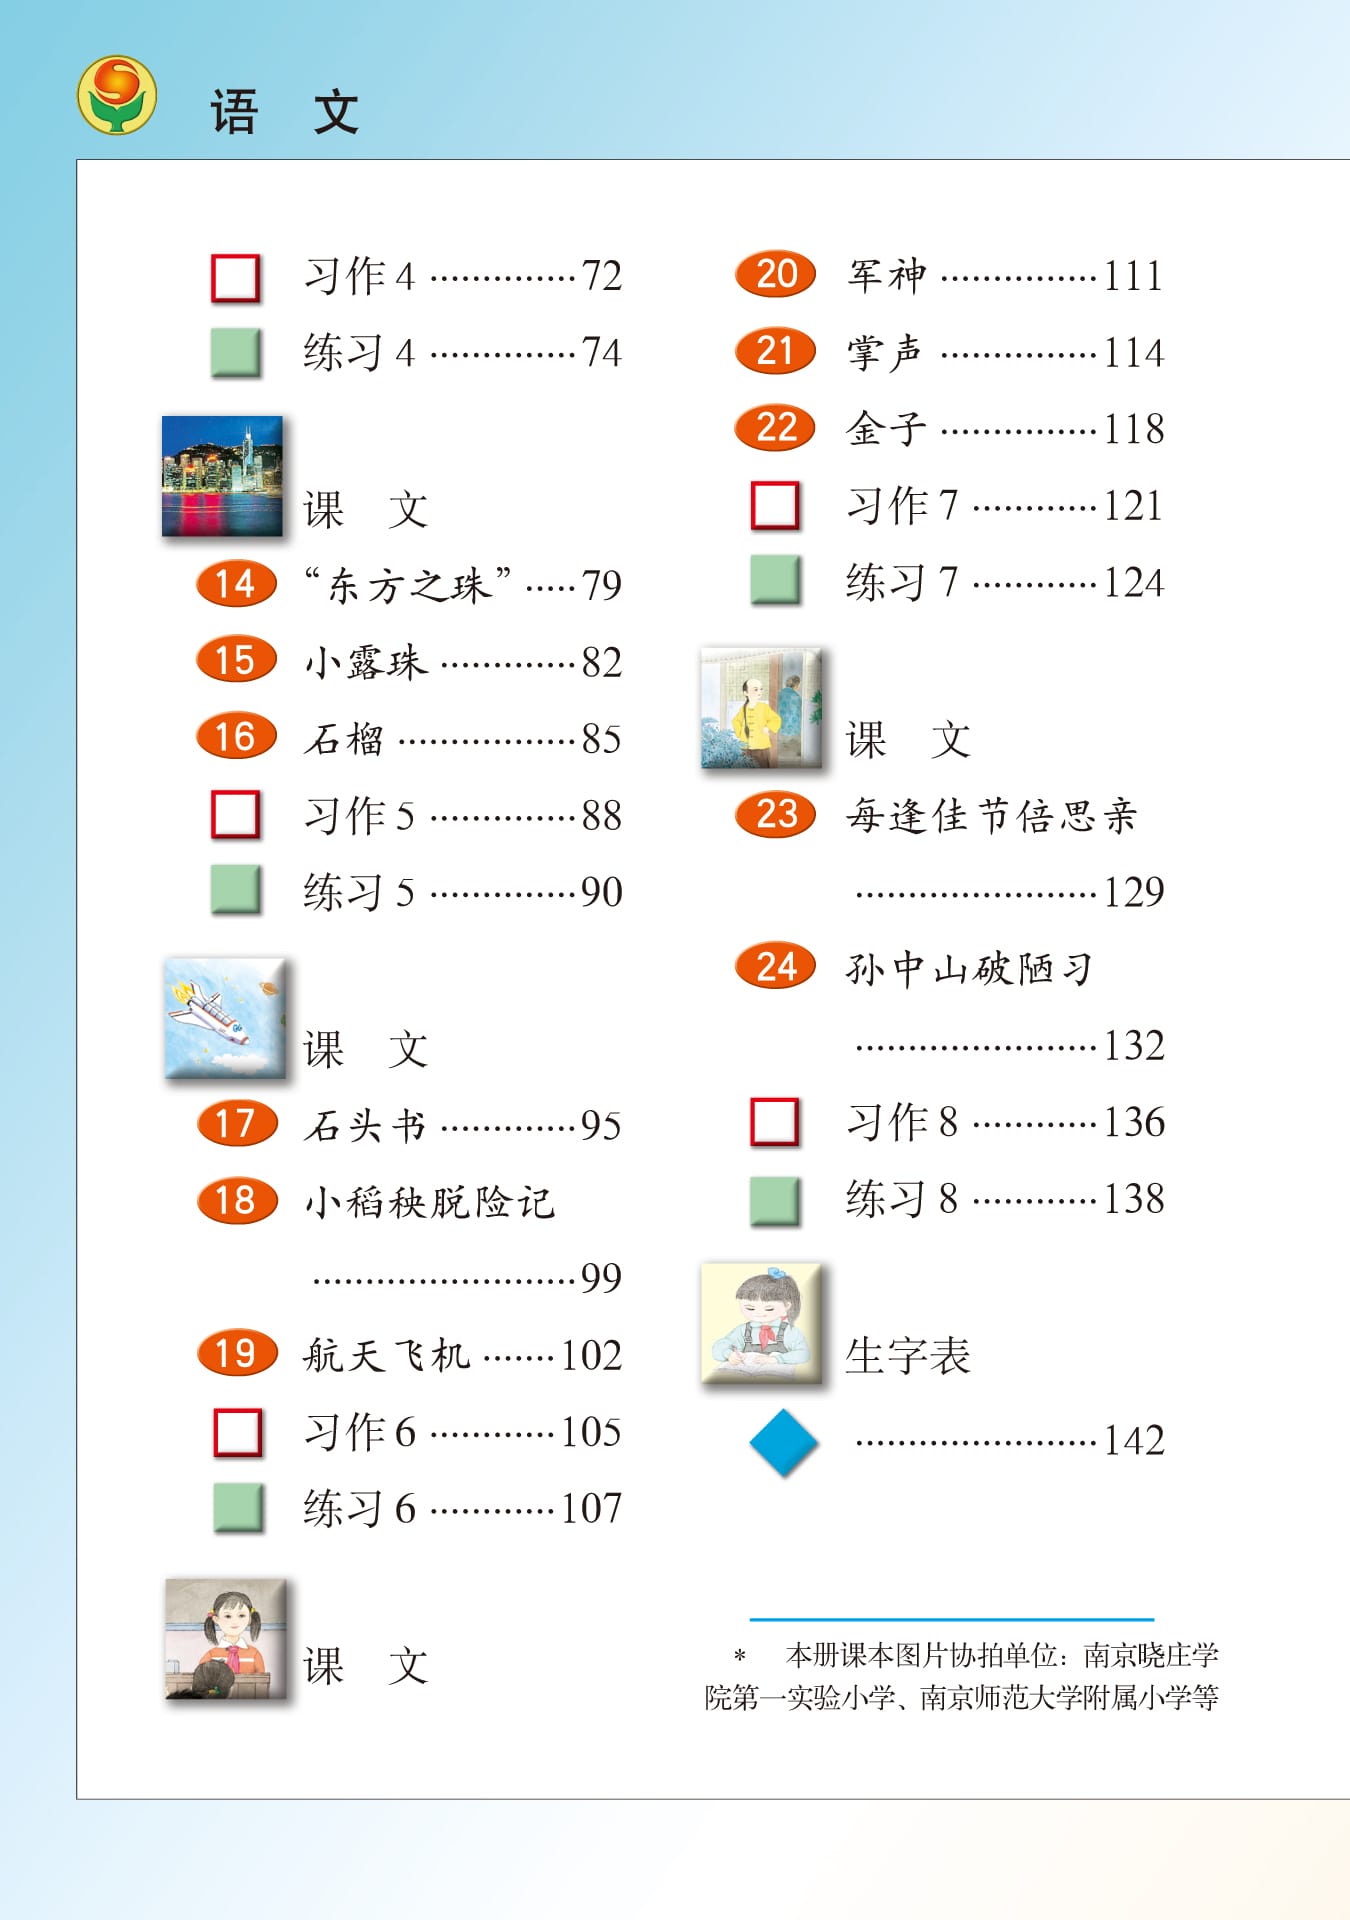 语 文
习作 4 ··············72
练习 4 ··············74
课 文
14 “东方之珠” ·····79
15 小露珠 ·············82
16 石榴 ·················85
习作 5 ··············88
练习 5 ··············90
课 文
17 石头书 ·············95
18 小稻秧脱险记
·························99
19 航天飞机 ·······102
习作 6 ············105
练习 6 ············107
课 文
20 军神 ···············111
21 掌声 ···············114
22 金子 ···············118
习作 7 ············121
练习 7 ············124
课 文
23 每逢佳节倍思亲
·······················129
24 孙中山破陋习
·······················132
习作 8 ············136
练习 8 ············138
生字表
·······················142
* 本册课本图片协拍单位：南京晓庄学
院第一实验小学、南京师范大学附属小学等